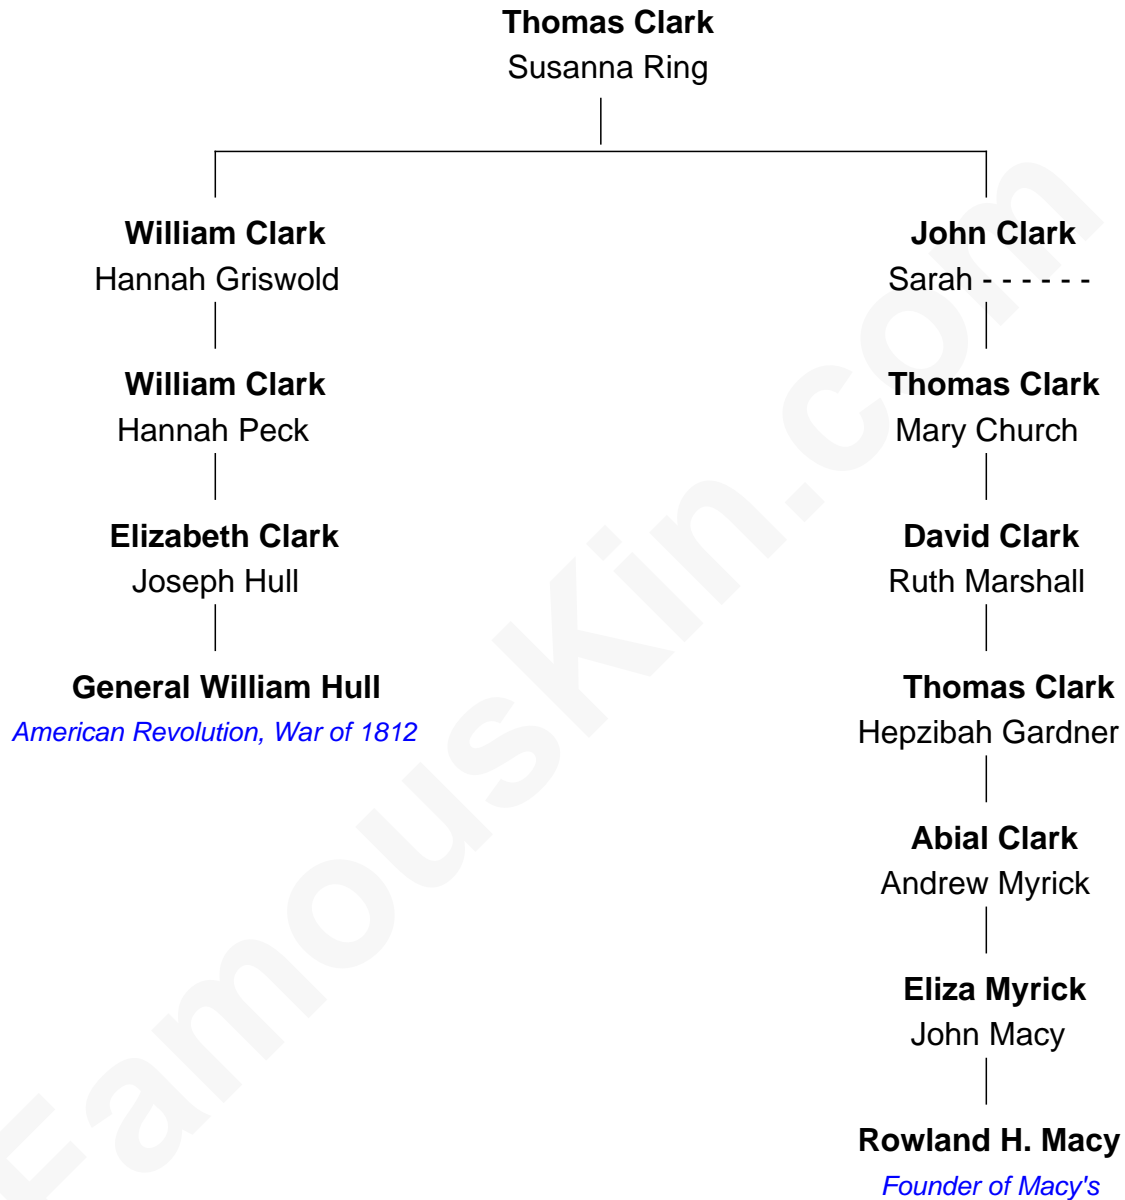 Thomas Clark
Susanna Ring
William Clark
Hannah Griswold
William Clark
Hannah Peck
Elizabeth Clark
Joseph Hull
General William Hull
American Revolution, War of 1812
John Clark
Sarah - - - - - -
Thomas Clark
Mary Church
David Clark
Ruth Marshall
Thomas Clark
Hepzibah Gardner
Abial Clark
Andrew Myrick
Eliza Myrick
John Macy
Rowland H. Macy
Founder of Macy's
FamousKin.com